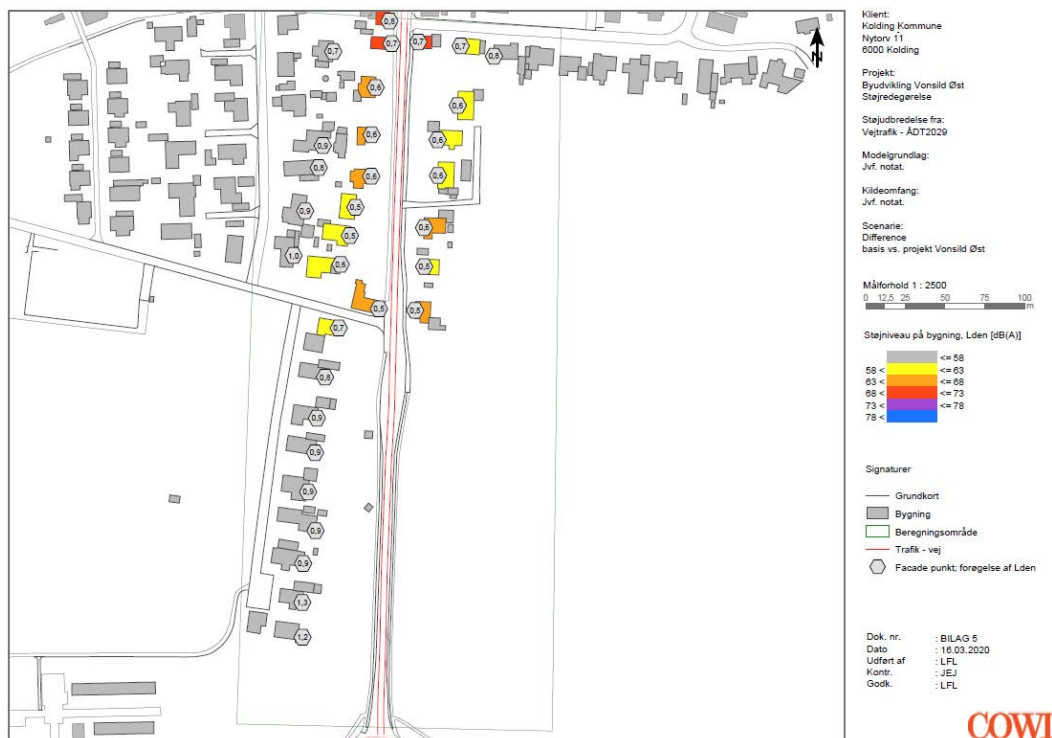 Klient:
Kolding Kommune
Nytorv 11
6000 Kolding
Projekt:
Byudvikling Vonsild Øst
Støjredegørelse
Støjudbredelse fra:
Vejtrafik - ÅDT2029
Modelgrundlag:
Jvf. notat.
Kildeomfang:
Jvf. notat.
Scenarie:
Difference
basis vs. projekt Vonsild Øst
Målforhold 1 : 2500
0 12,5 25 50 75 100
m
Støjniveau på bygning, Lden [dB(A)]
<= 58
58 < <= 63
63 < <= 68
68 < <= 73
73 < <= 78
78 <
Signaturer
Grundkort
Bygning
Beregningsområde
Trafik - vej
Facade punkt; forøgelse af Lden
Dok. nr. : BILAG 5
Dato : 16.03.2020
Udført af : LFL
Kontr. : JEJ
Godk. : LFL
COWI
N
0,7
0,7
0,7
0,7
0,6
0,6
0,6
0,9
0,6
0,6
0,6
0,9
0,5
0,6
0,5
1,0
0,6
0,5
0,5
0,5
0,7
0,9
0,9
0,9
0,9
0,9
1,3
1,2